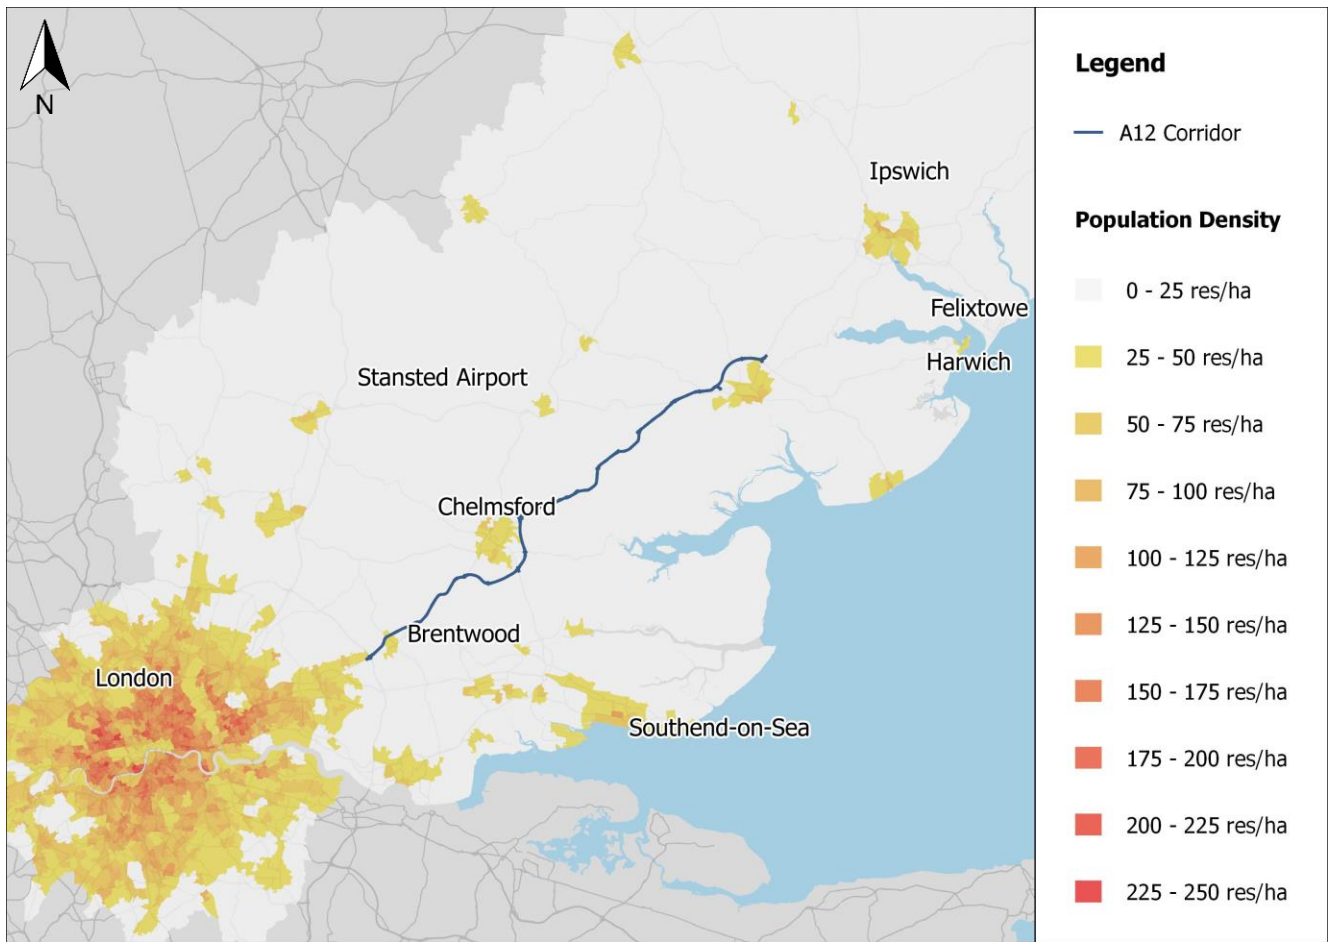 N
Ipswich
Felixtowe
Harwich
Stansted Airport
Chelmsford
Brentwood
London
Southend-on-Sea
Legend
A12 Corridor
Population Density
0 - 25 res/ha
25 - 50 res/ha
50 - 75 res/ha
75 - 100 res/ha
100 - 125 res/ha
125 - 150 res/ha
150 - 175 res/ha
175 - 200 res/ha
200 - 225 res/ha
225 - 250 res/ha